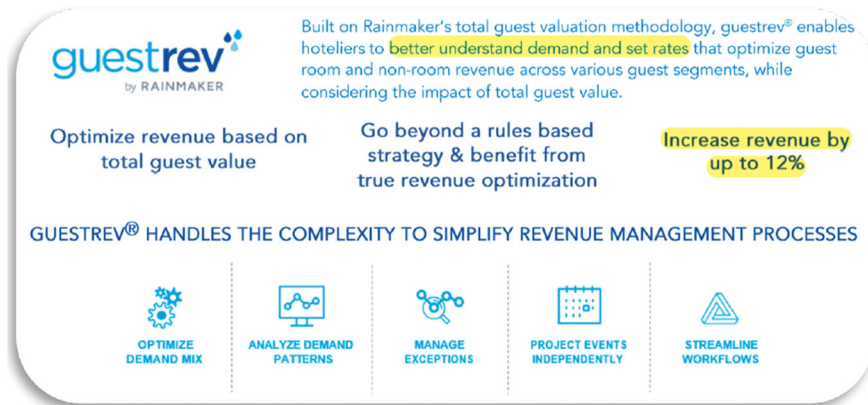 guestrev
by RAINMAKER
Built on Rainmaker's total guest valuation methodology, guestrev® enables
hoteliers to better understand demand and set rates that optimize guest
room and non-room revenue across various guest segments, while
considering the impact of total guest value.
Optimize revenue based on
total guest value
Go beyond a rules based
strategy & benefit from
true revenue optimization
Increase revenue by
up to 12%
GUESTREV® HANDLES THE COMPLEXITY TO SIMPLIFY REVENUE MANAGEMENT PROCESSES
OPTIMIZE
DEMAND MIX
ANALYZE DEMAND
PATTERNS
MANAGE
EXCEPTIONS
PROJECT EVENTS
INDEPENDENTLY
STREAMLINE
WORKFLOWS